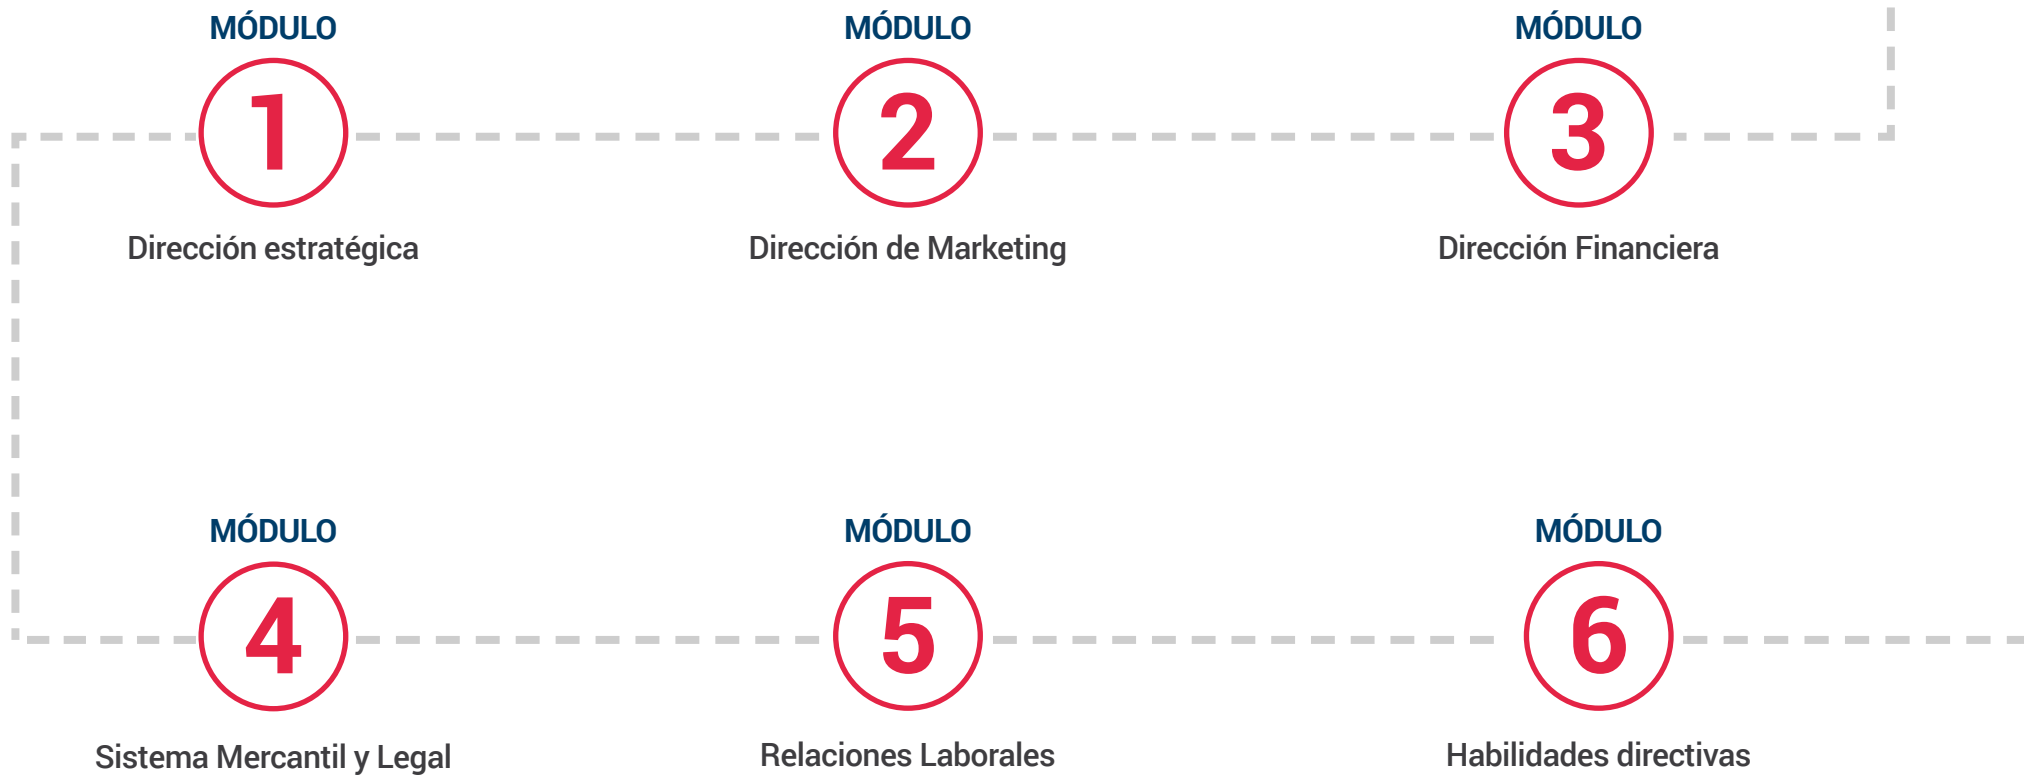 MÓDULO
1
Dirección estratégica
MÓDULO
2
Dirección de Marketing
MÓDULO
3
Dirección Financiera
MÓDULO
4
Sistema Mercantil y Legal
MÓDULO
5
Relaciones Laborales
MÓDULO
6
Habilidades directivas